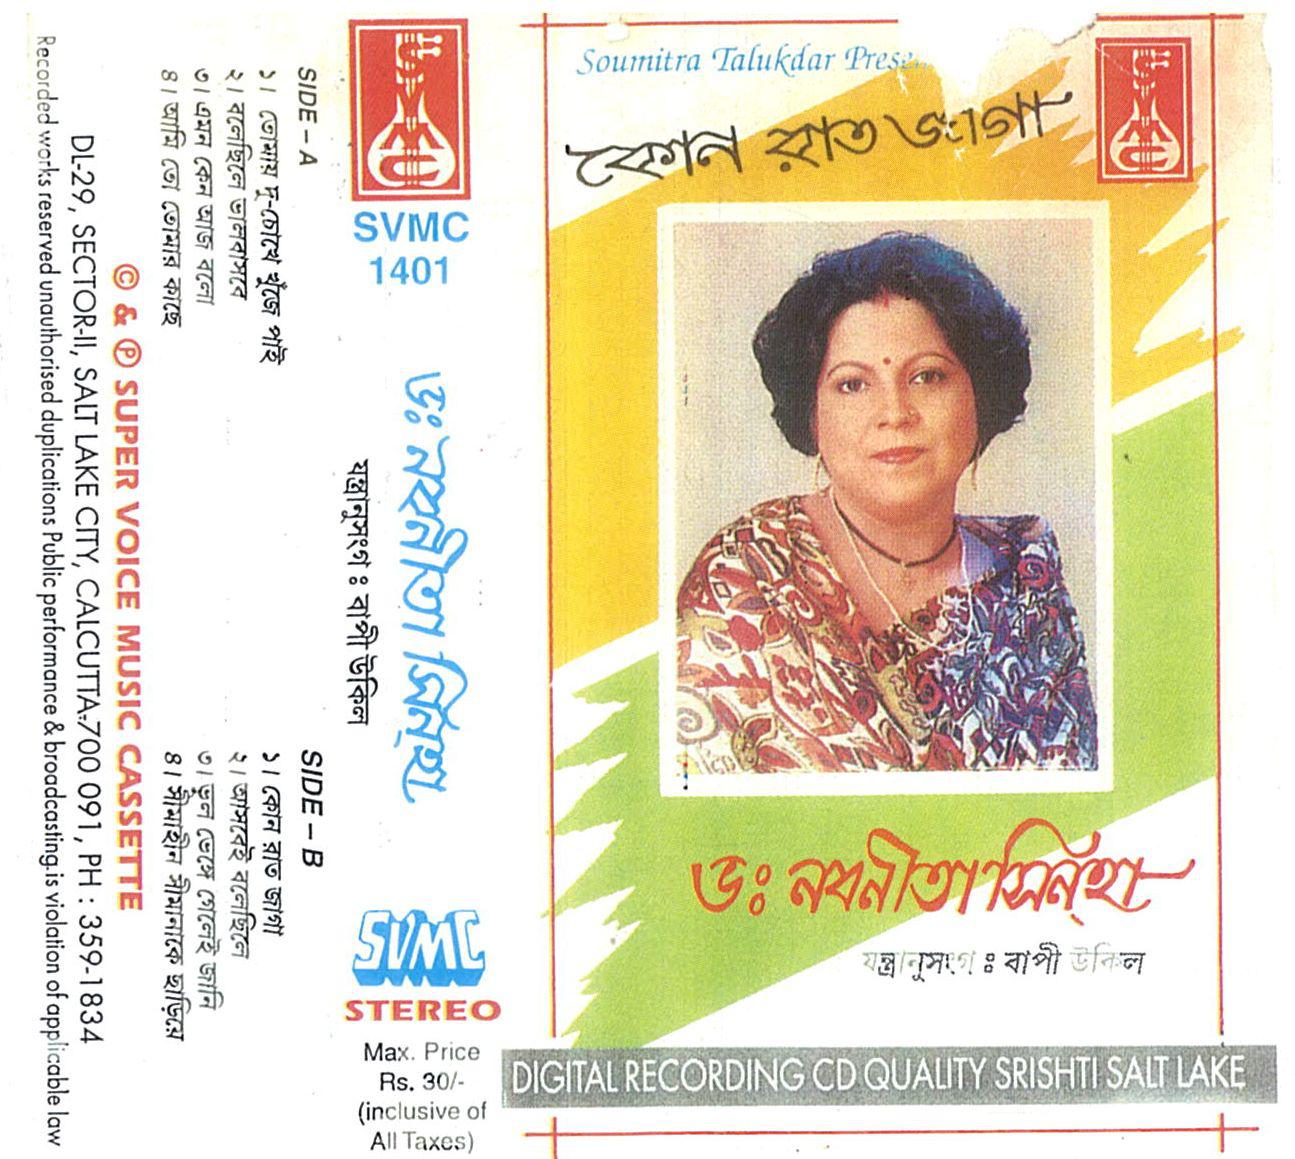 Soumitra Talukdar Prese
কোন রাত জাগা
ডঃ নবনীতা সিন্‌হা
যন্ত্রানুসংগ : বাপী উকিল
DIGITAL RECORDING CD QUALITY SRISHTI SALT LAKE
SVMC
1401
ডঃ নবনীতা সিন্‌হা
যন্ত্রানুসংগ : বাপী উকিল
SVMC
STEREO
Max. Price
Rs. 30/-
(inclusive of
All Taxes)
SIDE – A
১। তোমায় দু-চোখে খুঁজে পাই
২। বলেছিলে ভালবাসবে
৩। এমন কেন আজ বলো
৪। আমি তো তোমার কাছে
SIDE – B
১। কোন রাত জাগা
২। আসবেই বলেছিলে
৩। ভুল ভেঙ্গে গেলেই জানি
৪। সীমাহীন সীমানাকে ছাড়িয়ে
© & ℗ SUPER VOICE MUSIC CASSETTE
DL-29, SECTOR-II, SALT LAKE CITY, CALCUTTA-700 091, PH : 359-1834
Recorded works reserved unauthorised duplications Public performance & broadcasting.is violation of applicable law